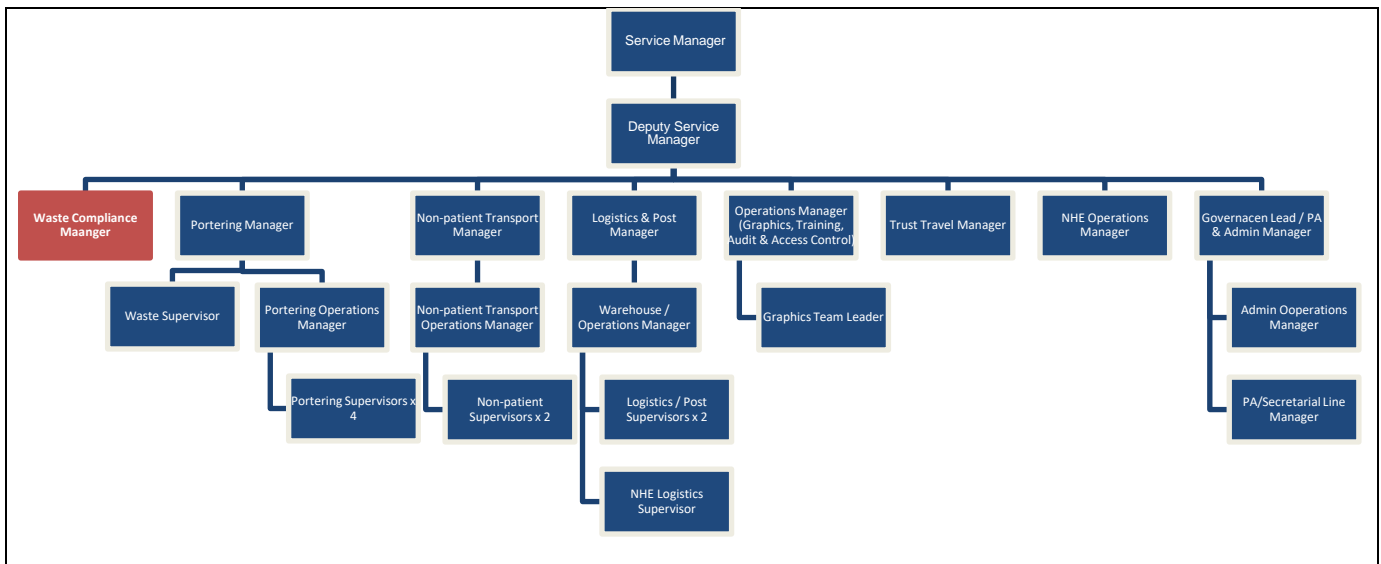 Service Manager
Deputy Service
Manager
Waste Compliance
Maanger
Portering Manager
Non-patient Transport
Manager
Logistics & Post
Manager
Operations Manager
(Graphics, Training,
Audit & Access Control)
Trust Travel Manager
NHE Operations
Manager
Governacen Lead / PA
& Admin Manager
Waste Supervisor
Portering Operations
Manager
Non-patient Transport
Operations Manager
Warehouse /
Operations Manager
Graphics Team Leader
Admin Ooperations
Manager
Portering Supervisors x
4
Non-patient
Supervisors x 2
Logistics / Post
Supervisors x 2
PA/Secretarial Line
Manager
NHE Logistics
Supervisor